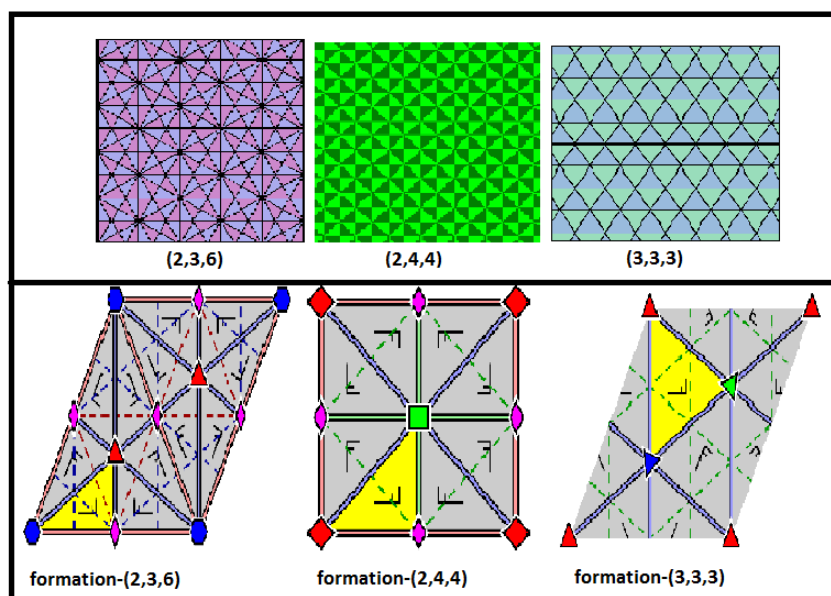 (2,3,6) (2,4,4) (3,3,3)
formation-(2,3,6) formation-(2,4,4) formation-(3,3,3)